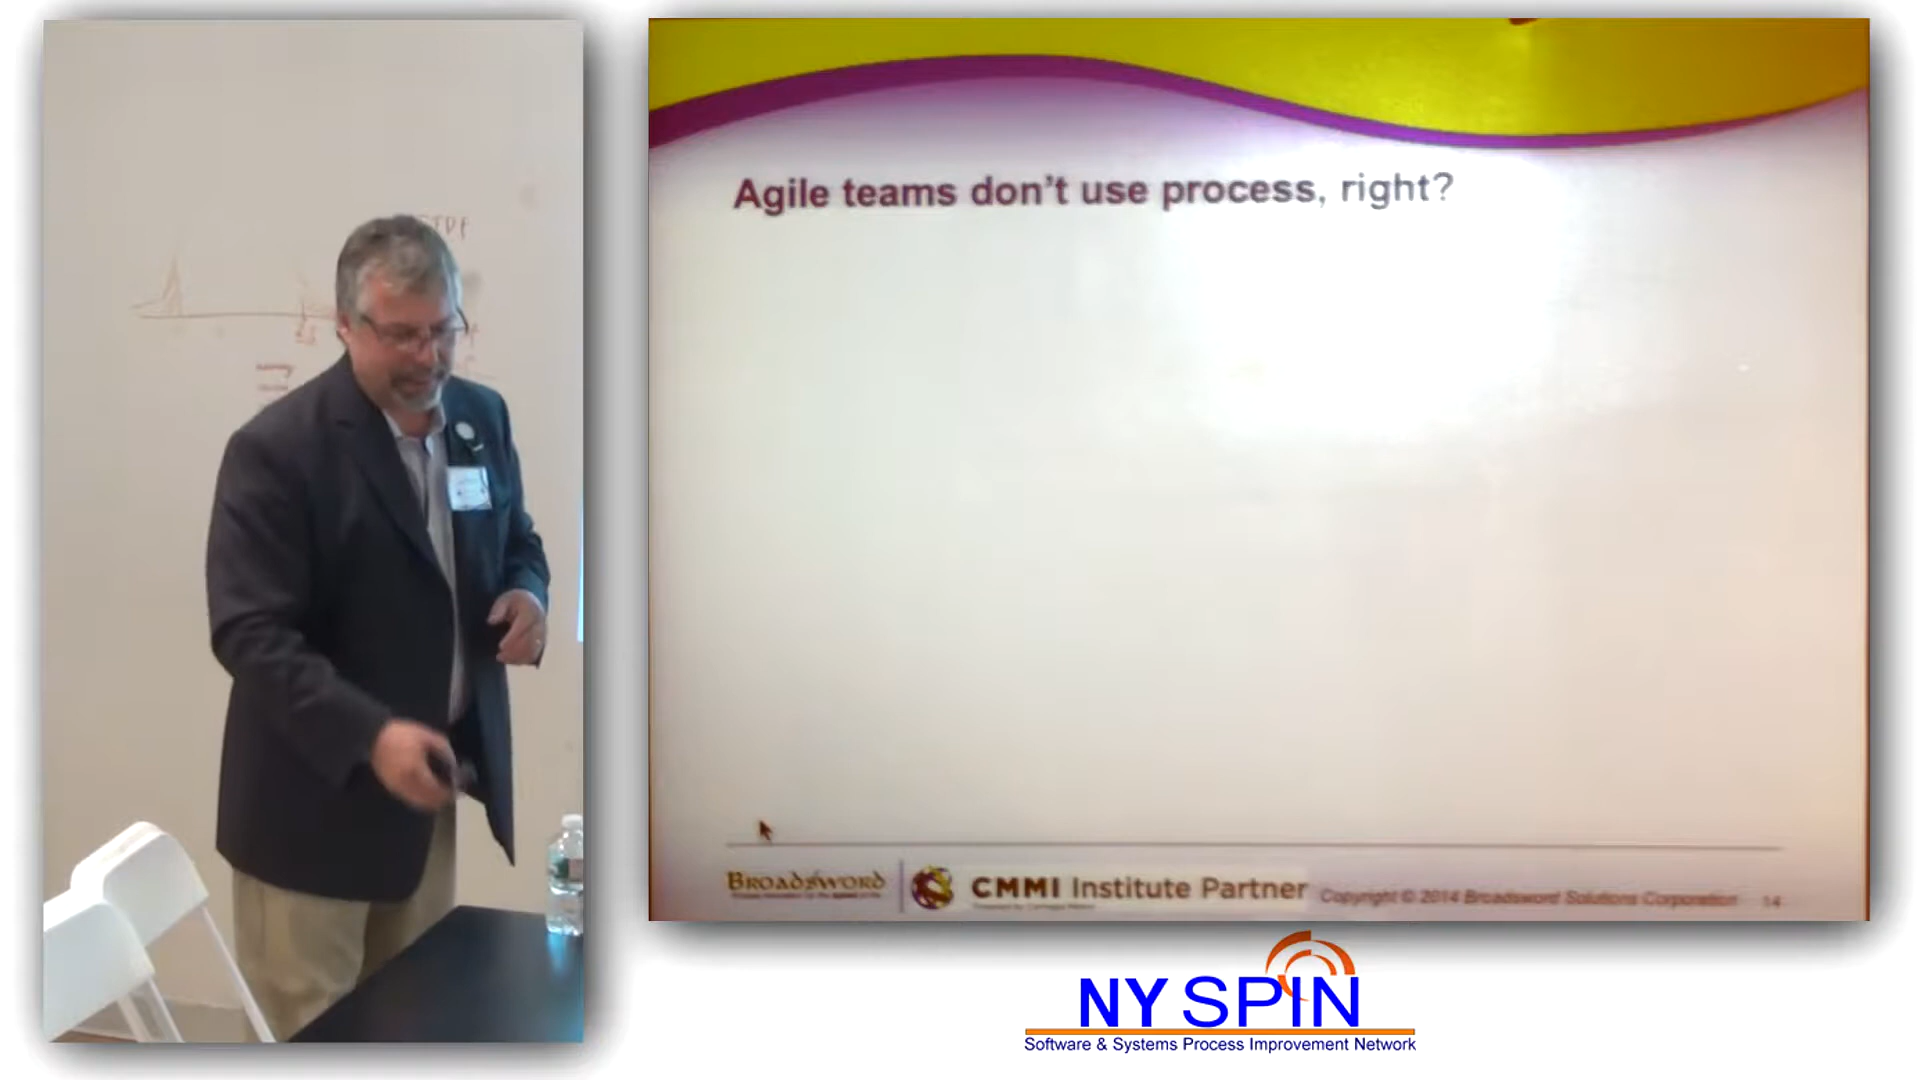 Agile teams don't use process, right?
BROADSWORD
CMMI Institute Partner
Copyright © 2014 Broadsword Solutions Corporation 14
NY SPIN
Software & Systems Process Improvement Network